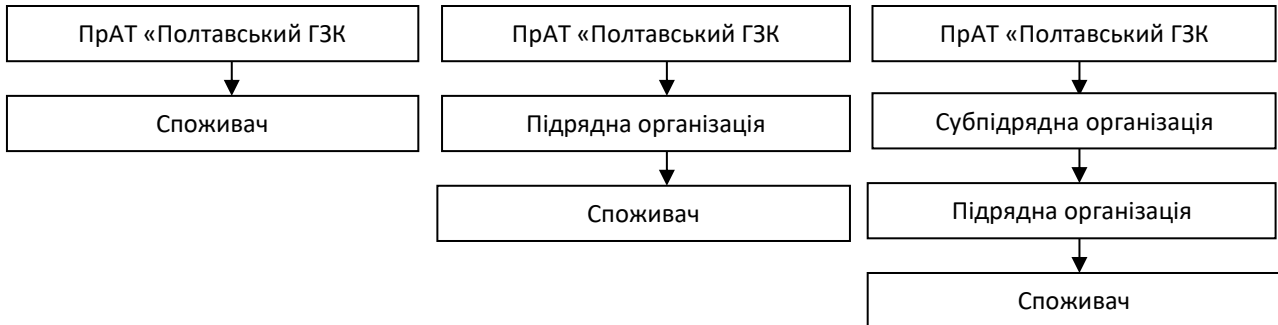 ПрАТ «Полтавський ГЗК
Споживач
ПрАТ «Полтавський ГЗК
Підрядна організація
Споживач
ПрАТ «Полтавський ГЗК
Субпідрядна організація
Підрядна організація
Споживач